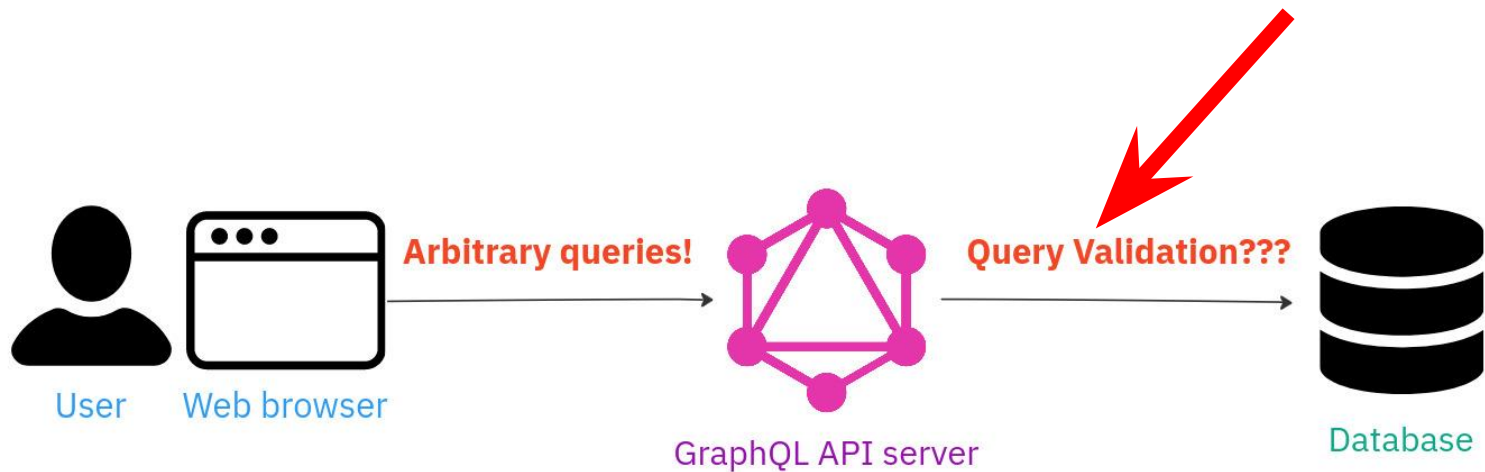 Arbitrary queries!
Query Validation???
User
Web browser
GraphQL API server
Database